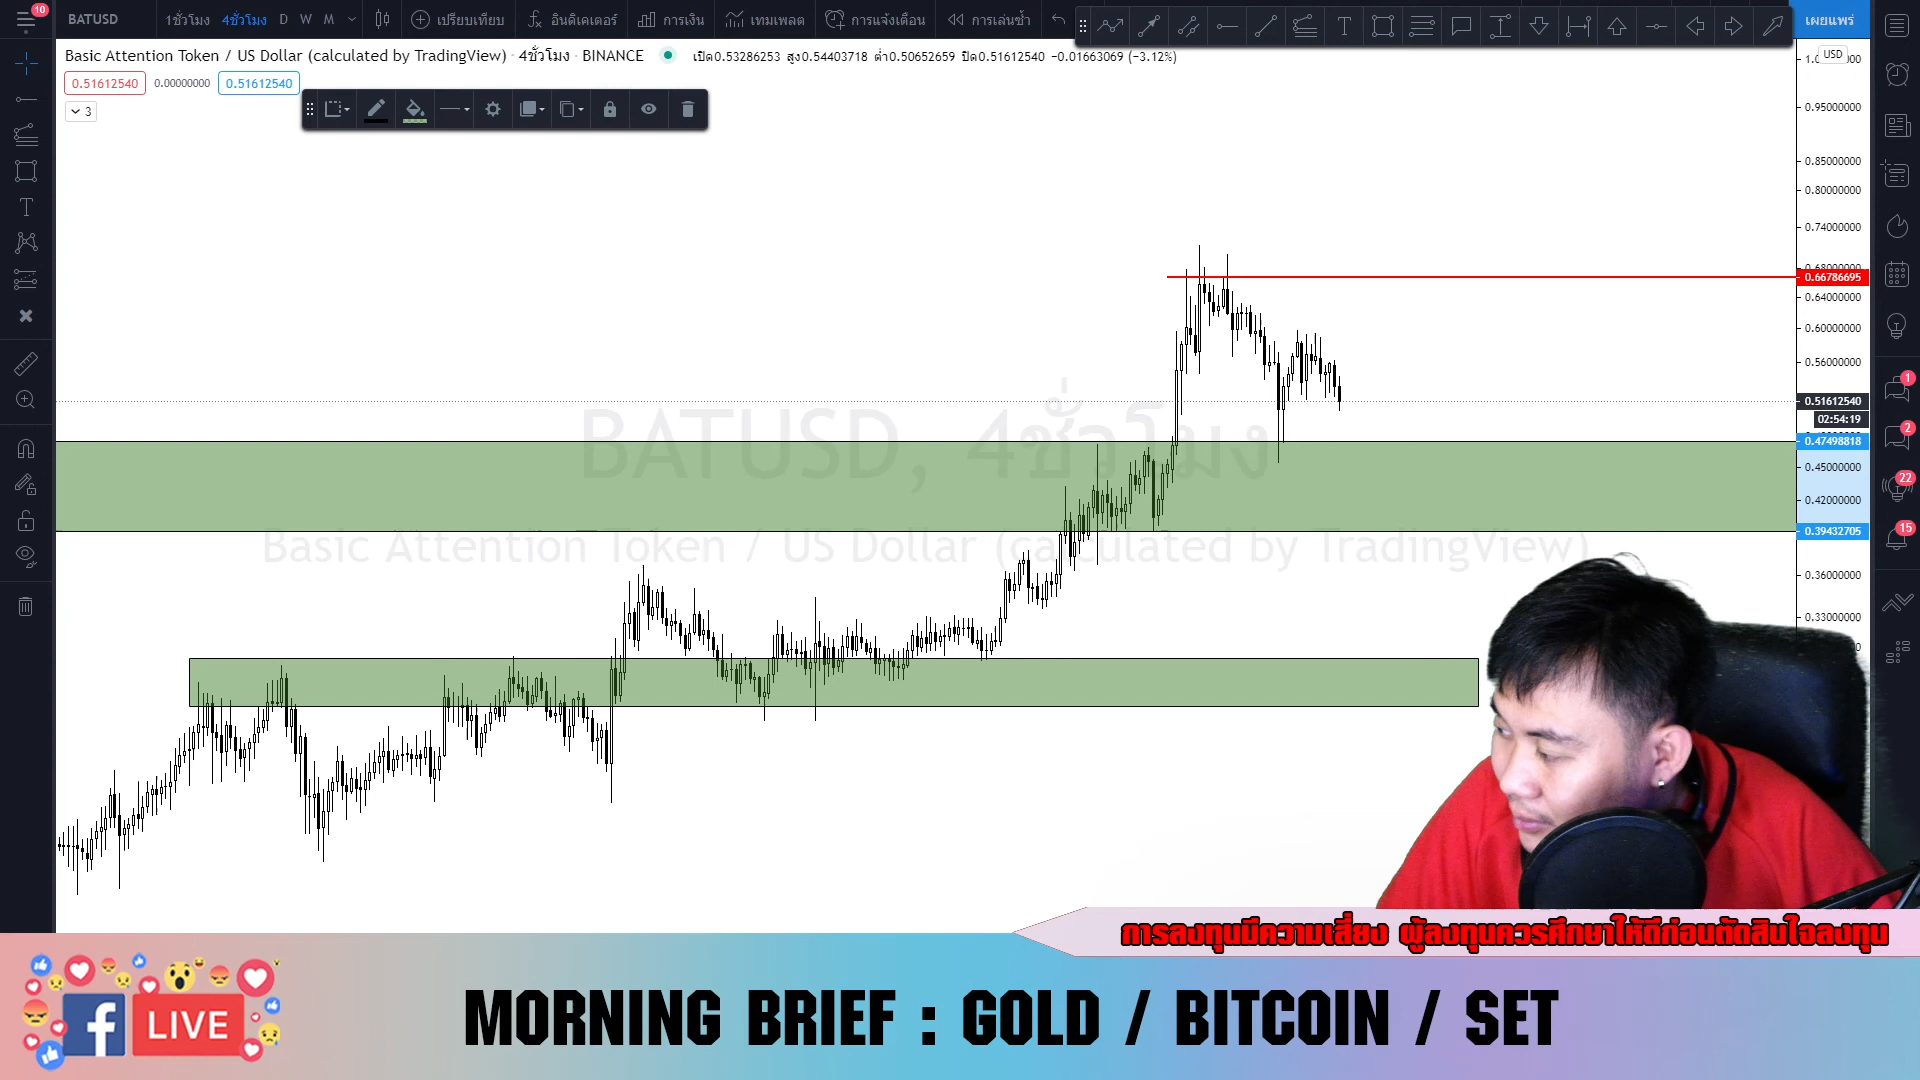 10 BATUSD 1ชั่วโมง 4ชั่วโมง D W M เปรียบเทียบ อินดิเคเตอร์ การเงิน เทมเพลต การแจ้งเตือน การเล่นซ้ำ เผยแพร่
Basic Attention Token / US Dollar (calculated by TradingView) · 4ชั่วโมง · BINANCE เปิด0.53286253 สูง0.54403718 ต่ำ0.50652659 ปิด0.51612540 −0.01663069 (−3.12%)
USD
0.51612540 0.00000000 0.51612540
3
0.95000000
0.85000000
0.80000000
0.74000000
0.68000000
0.66786695
0.64000000
0.60000000
0.56000000
0.51612540
02:54:19
0.47498818
0.45000000
0.42000000
0.39432705
0.36000000
0.33000000
1
2
22
15
BATUSD, 4ชั่วโมง
Basic Attention Token / US Dollar (calculated by TradingView)
การลงทุนมีความเสี่ยง ผู้ลงทุนควรศึกษาให้ดีก่อนตัดสินใจลงทุน
f LIVE
MORNING BRIEF : GOLD / BITCOIN / SET